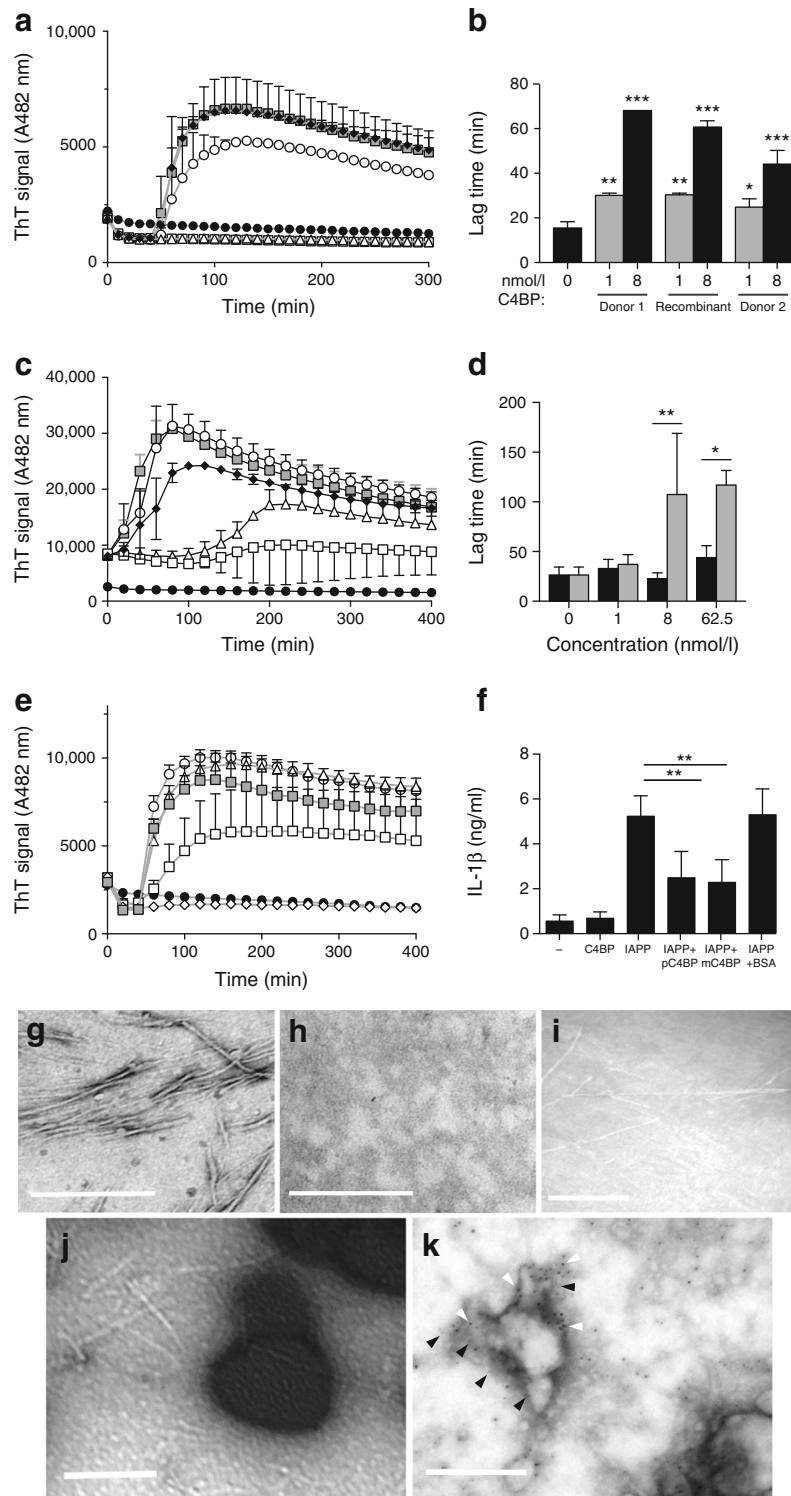 a
ThT signal (A482 nm)
10,000
5000
0
0 100 200 300
Time (min)
b
Lag time (min)
80
60
40
20
0
** *** ** *** * ***
nmol/l 0 1 8 1 8 1 8
C4BP: Donor 1 Recombinant Donor 2
c
ThT signal (A482 nm)
40,000
30,000
20,000
10,000
0
0 100 200 300 400
Time (min)
d
Lag time (min)
200
150
100
50
0
** *
0 1 8 62.5
Concentration (nmol/l)
e
ThT signal (A482 nm)
10,000
5000
0
0 100 200 300 400
Time (min)
f
IL-1β (ng/ml)
8
6
4
2
0
**
**
– C4BP IAPP IAPP+ IAPP+ IAPP
pC4BP mC4BP +BSA
g h i
j k